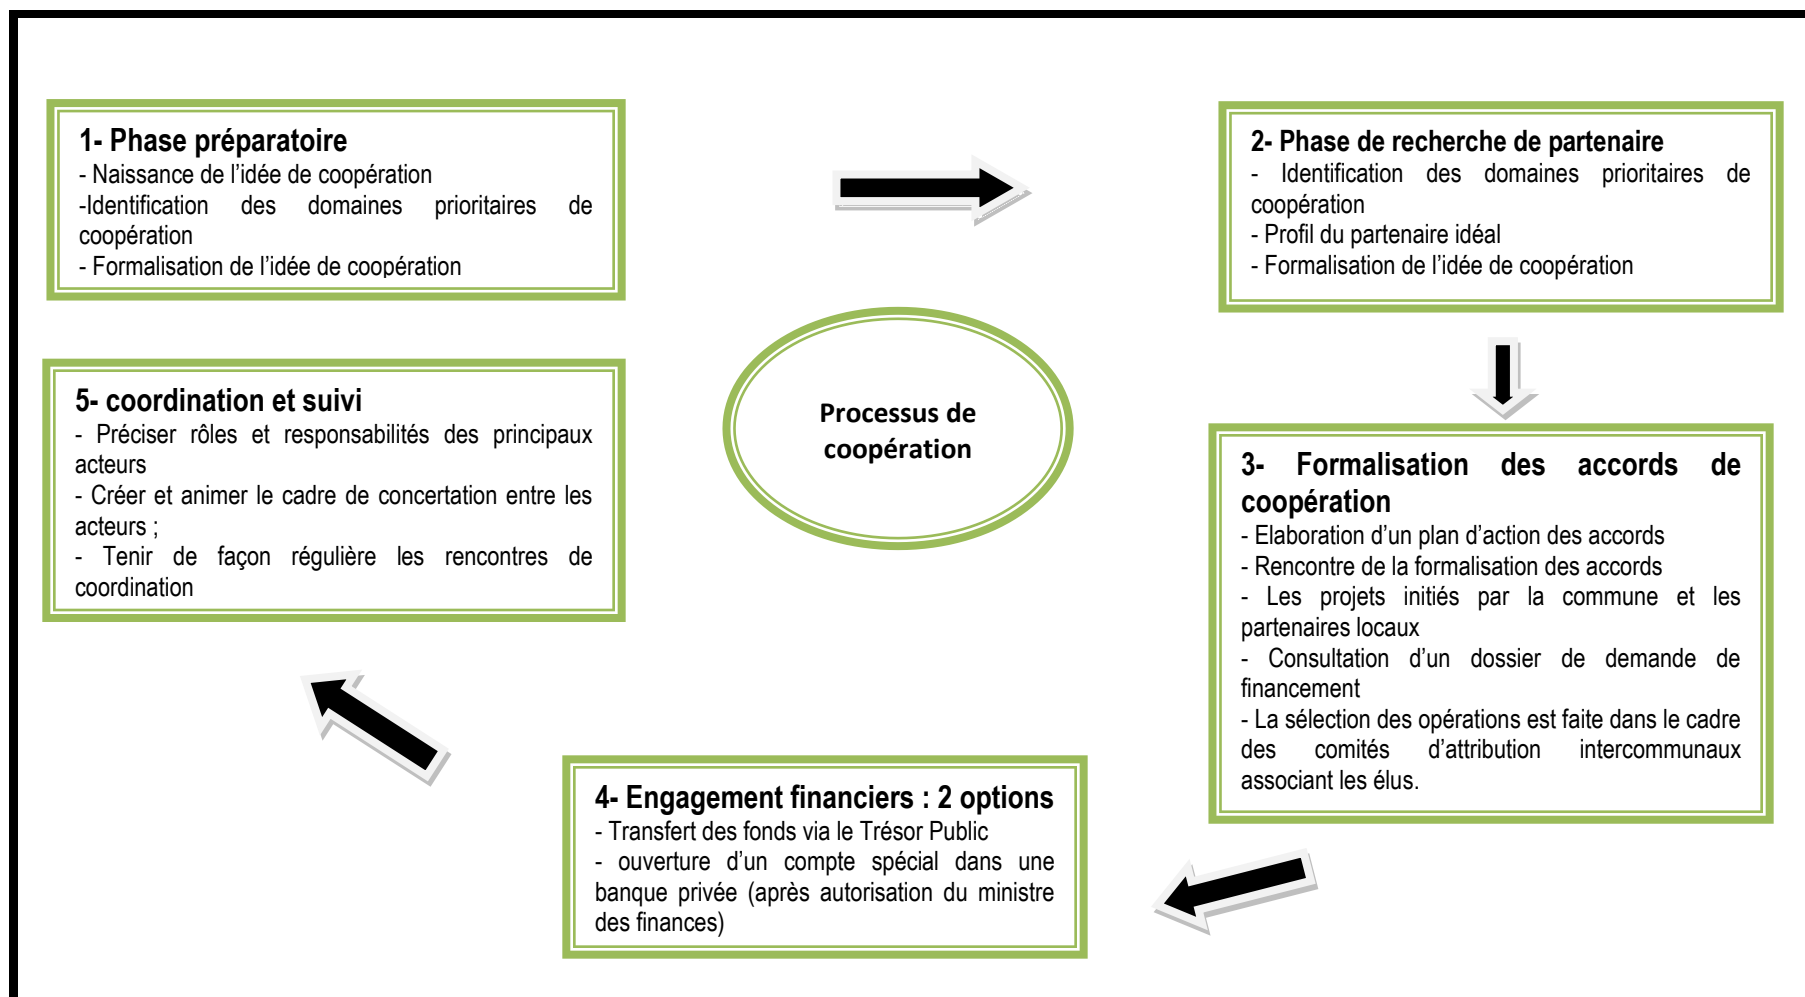 1- Phase préparatoire
- Naissance de l’idée de coopération
-Identification des domaines prioritaires de
coopération
- Formalisation de l’idée de coopération
2- Phase de recherche de partenaire
- Identification des domaines prioritaires de
coopération
- Profil du partenaire idéal
- Formalisation de l’idée de coopération
Processus de
coopération
3- Formalisation des accords de
coopération
- Elaboration d’un plan d’action des accords
- Rencontre de la formalisation des accords
- Les projets initiés par la commune et les
partenaires locaux
- Consultation d’un dossier de demande de
financement
- La sélection des opérations est faite dans le cadre
des comités d’attribution intercommunaux
associant les élus.
4- Engagement financiers : 2 options
- Transfert des fonds via le Trésor Public
- ouverture d’un compte spécial dans une
banque privée (après autorisation du ministre
des finances)
5- coordination et suivi
- Préciser rôles et responsabilités des principaux
acteurs
- Créer et animer le cadre de concertation entre les
acteurs ;
- Tenir de façon régulière les rencontres de
coordination